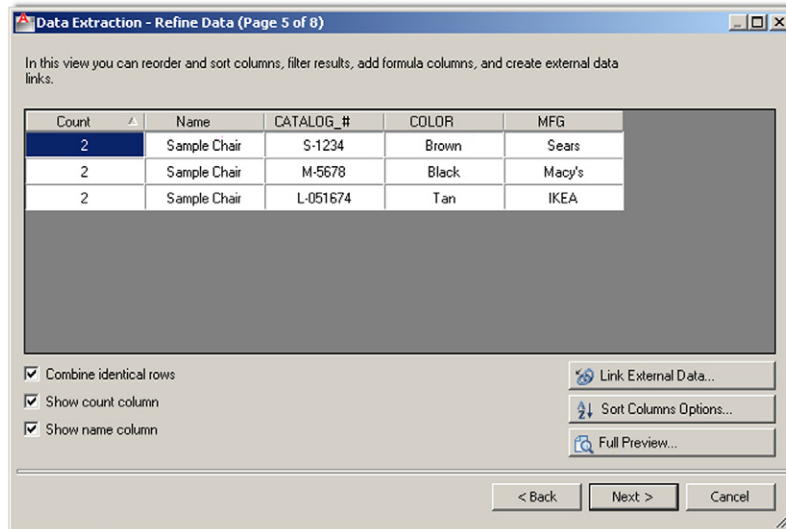 Data Extraction - Refine Data (Page 5 of 8)
In this view you can reorder and sort columns, filter results, add formula columns, and create external data
links.
Count Name CATALOG_# COLOR MFG
2 Sample Chair S-1234 Brown Sears
2 Sample Chair M-5678 Black Macy's
2 Sample Chair L-051674 Tan IKEA
Combine identical rows
Show count column
Show name column
Link External Data...
Sort Columns Options...
Full Preview...
< Back Next > Cancel